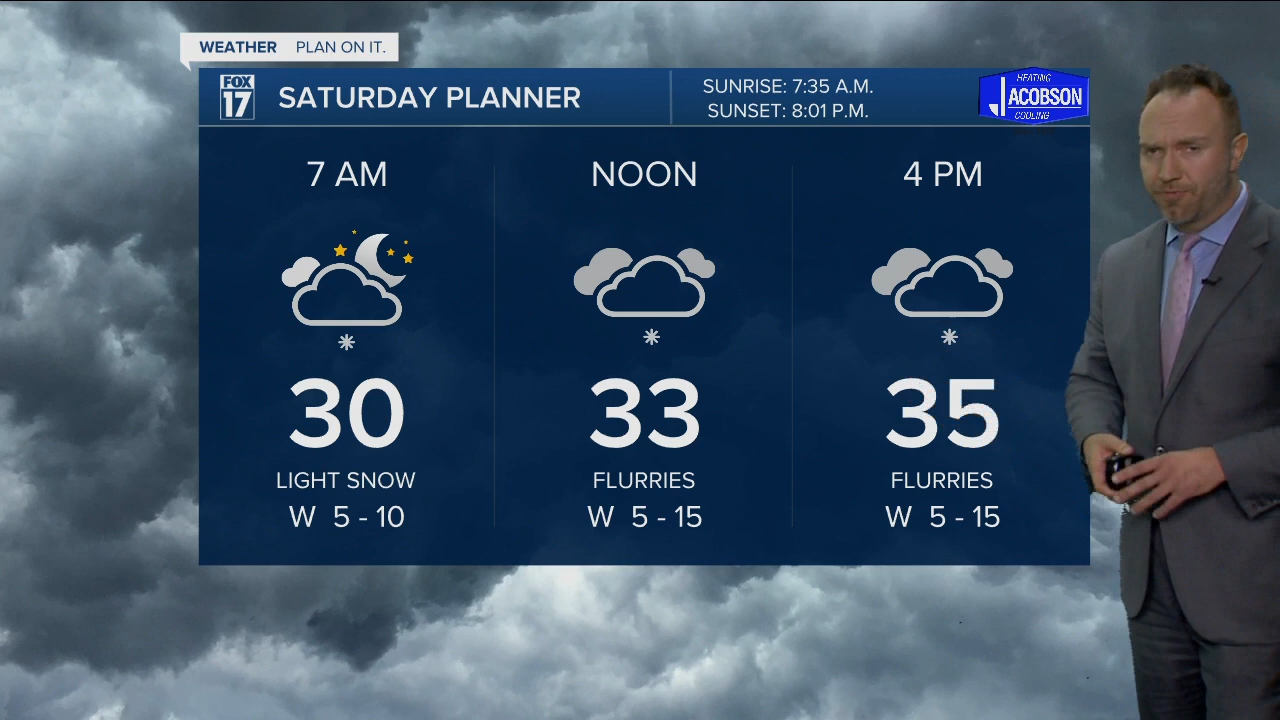 WEATHER PLAN ON IT.
FOX
17
SATURDAY PLANNER
SUNRISE: 7:35 A.M.
SUNSET: 8:01 P.M.
HEATING
JACOBSON
COOLING
7 AM
NOON
4 PM
30
33
35
LIGHT SNOW
FLURRIES
FLURRIES
W 5 - 10
W 5 - 15
W 5 - 15